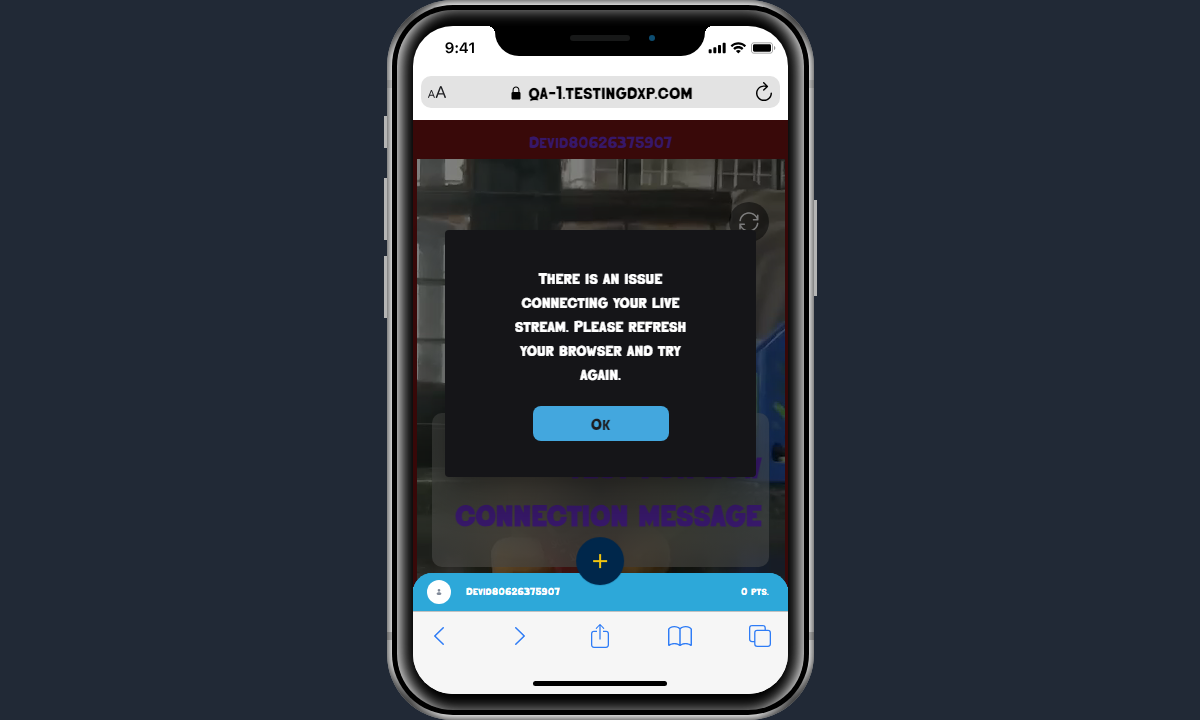 9:41
AA
QA-1.TESTINGDXP.COM
Devid80626375907
There is an issue
connecting your live
stream. Please refresh
your browser and try
again.
Ok
CONNECTION MESSAGE
Devid80626375907
0 pts.